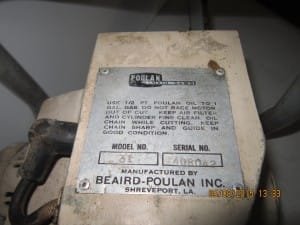 POULAN
USE 1/2 PT. POULAN OIL TO 1
GAL. GAS. DO NOT RACE MOTOR
OUT OF CUT. KEEP AIR FILTER
AND CYLINDER FINS CLEAN. OIL
CHAIN WHILE CUTTING. KEEP
CHAIN SHARP AND GUIDE IN
GOOD CONDITION.
MODEL NO. SERIAL NO.
MANUFACTURED BY
BEAIRD-POULAN INC.
SHREVEPORT, LA.